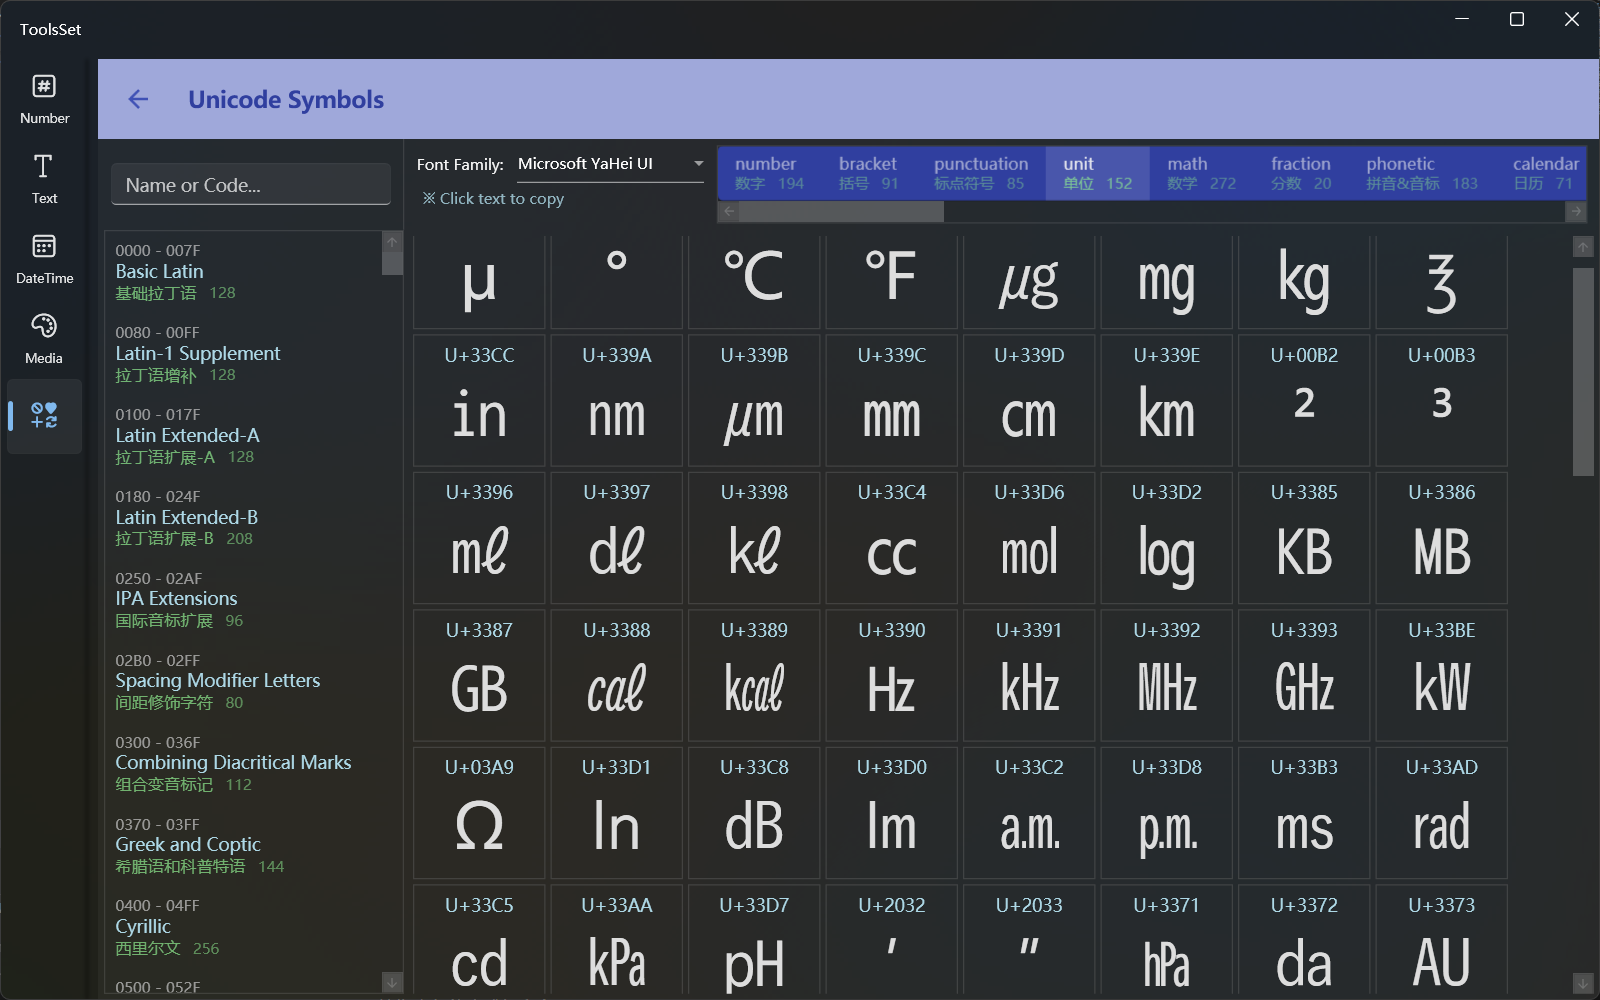 ToolsSet
Number
Text
DateTime
Media
Unicode Symbols
Name or Code...
0000 - 007F
Basic Latin
基础拉丁语 128
0080 - 00FF
Latin-1 Supplement
拉丁语增补 128
0100 - 017F
Latin Extended-A
拉丁语扩展-A 128
0180 - 024F
Latin Extended-B
拉丁语扩展-B 208
0250 - 02AF
IPA Extensions
国际音标扩展 96
02B0 - 02FF
Spacing Modifier Letters
间距修饰字符 80
0300 - 036F
Combining Diacritical Marks
组合变音标记 112
0370 - 03FF
Greek and Coptic
希腊语和科普特语 144
0400 - 04FF
Cyrillic
西里尔文 256
0500 - 052F
Font Family: Microsoft YaHei UI
※ Click text to copy
number bracket punctuation unit math fraction phonetic calendar
数字 194 括号 91 标点符号 85 单位 152 数学 272 分数 20 拼音&音标 183 日历 71
µ ° ℃ ℉ ㎍ ㎎ ㎏ ℥
U+33CC U+339A U+339B U+339C U+339D U+339E U+00B2 U+00B3
㏌ ㎚ ㎛ ㎜ ㎝ ㎞ ² ³
U+3396 U+3397 U+3398 U+33C4 U+33D6 U+33D2 U+3385 U+3386
㎖ ㎗ ㎘ ㏄ ㏖ ㏒ ㎅ ㎆
U+3387 U+3388 U+3389 U+3390 U+3391 U+3392 U+3393 U+33BE
㎇ ㎈ ㎉ ㎐ ㎑ ㎒ ㎓ ㎾
U+03A9 U+33D1 U+33C8 U+33D0 U+33C2 U+33D8 U+33B3 U+33AD
Ω ㏑ ㏈ ㏐ ㏂ ㏘ ㎳ ㎭
U+33C5 U+33AA U+33D7 U+2032 U+2033 U+3371 U+3372 U+3373
㏅ ㎪ ㏗ ′ ″ ㍱ ㍲ ㍳